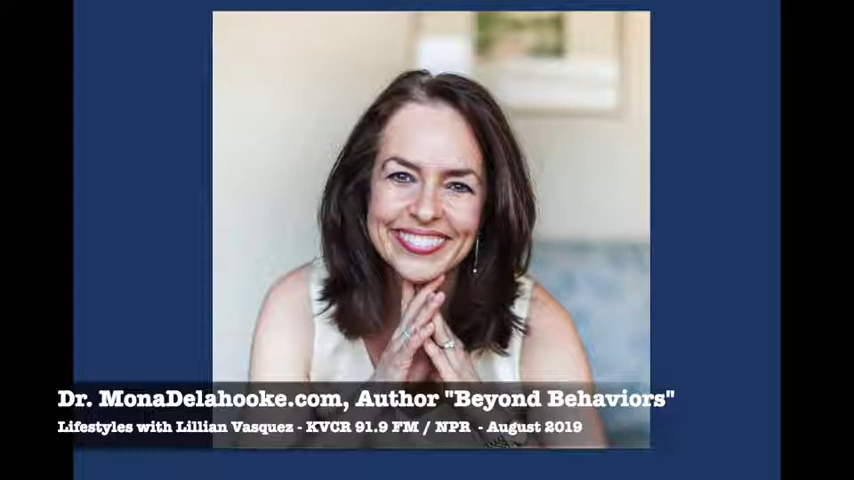 Dr. MonaDelahooke.com, Author "Beyond Behaviors"
Lifestyles with Lillian Vasquez - KVCR 91.9 FM / NPR - August 2019